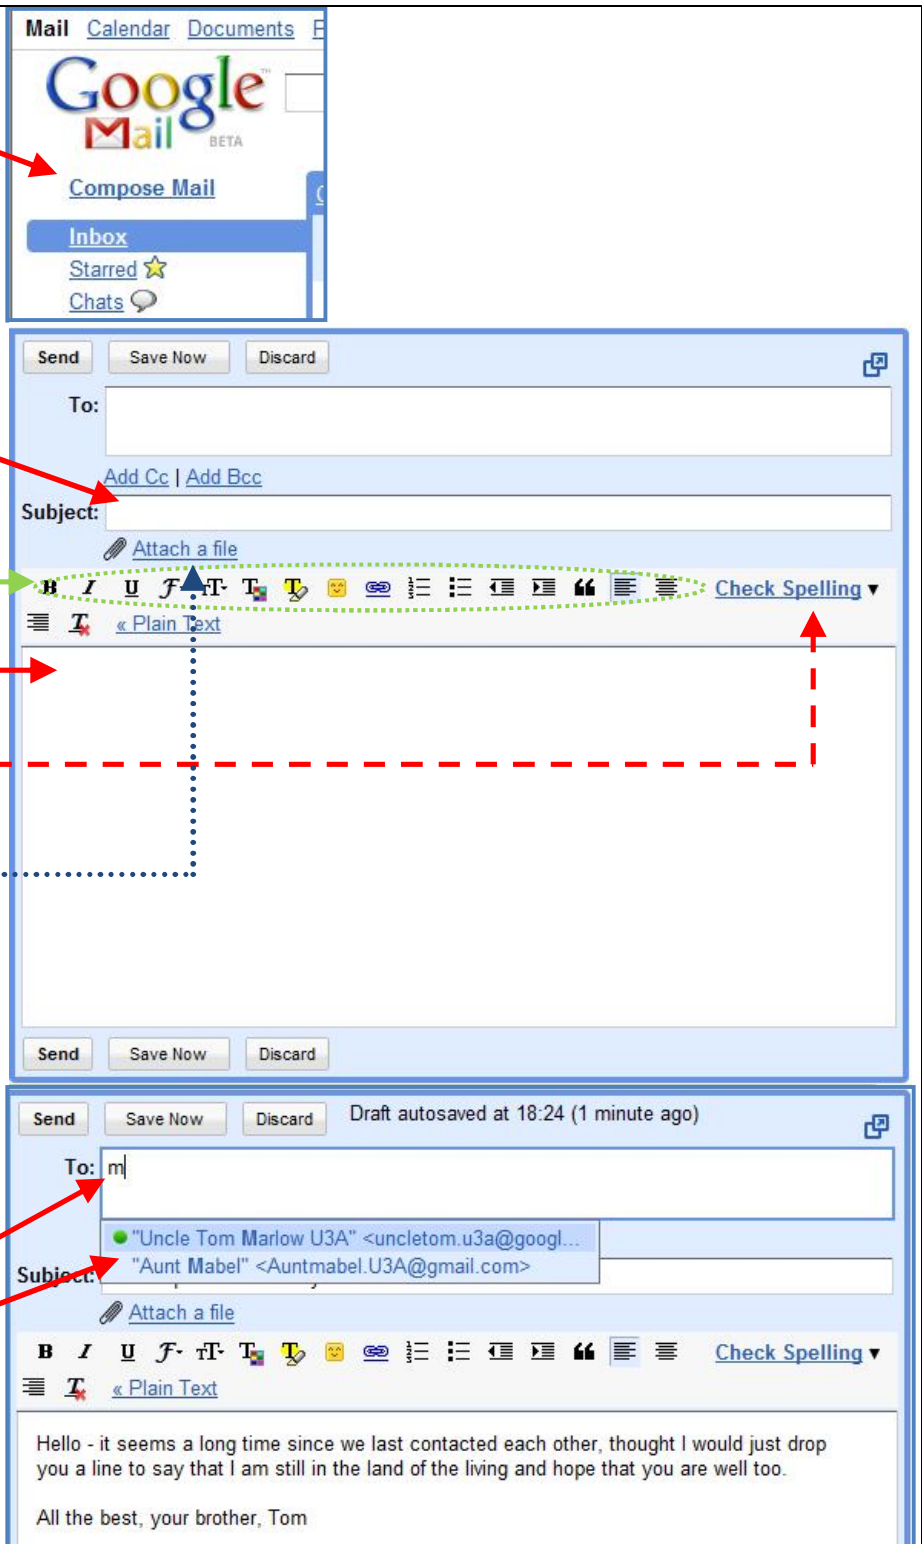 Mail Calendar Documents
Google™
Mail BETA
Compose Mail
Inbox
Starred
Chats
Send Save Now Discard
To:
Add Cc | Add Bcc
Subject:
Attach a file
B I U F T T T Check Spelling ▼
T « Plain Text
Send Save Now Discard
Send Save Now Discard Draft autosaved at 18:24 (1 minute ago)
To: m
"Uncle Tom Marlow U3A" <uncletom.u3a@googl...
Subject: "Aunt Mabel" <Auntmabel.U3A@gmail.com>
Attach a file
B I U F T T T Check Spelling ▼
T « Plain Text
Hello - it seems a long time since we last contacted each other, thought I would just drop
you a line to say that I am still in the land of the living and hope that you are well too.
All the best, your brother, Tom